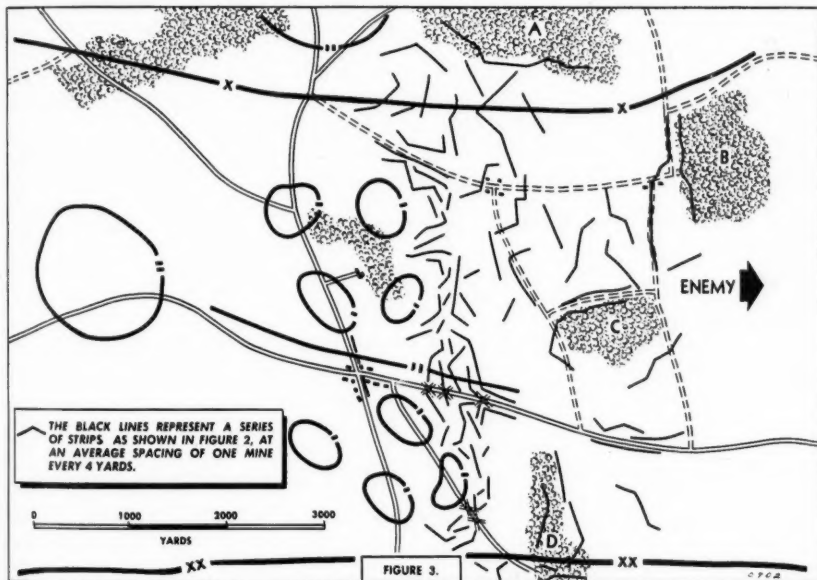 A
X
X
B
ENEMY
C
THE BLACK LINES REPRESENT A SERIES
OF STRIPS AS SHOWN IN FIGURE 2, AT
AN AVERAGE SPACING OF ONE MINE
EVERY 4 YARDS.
0 1000 2000 3000
YARDS
D
XX
XX
FIGURE 3.